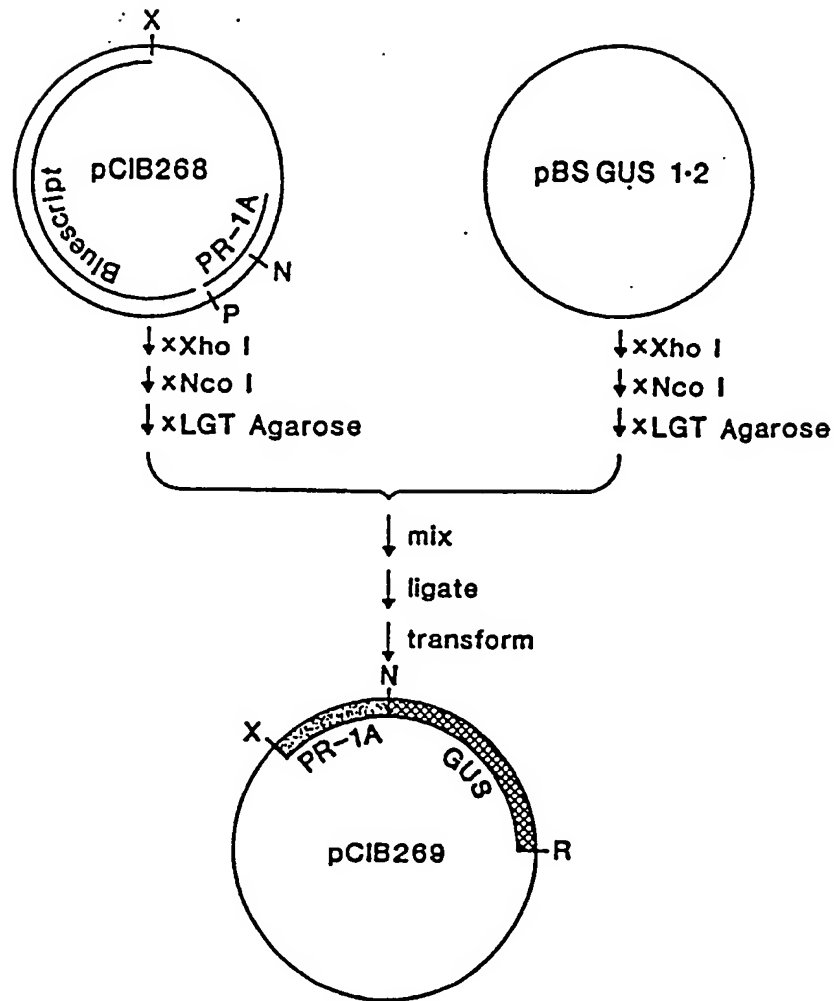 X
pCIB268
Bluescript
PR-1A
N
P
pBS GUS 1·2
xXho I
xNco I
xLGT Agarose
xXho I
xNco I
xLGT Agarose
mix
ligate
transform
N
X
PR-1A
GUS
R
pCIB269